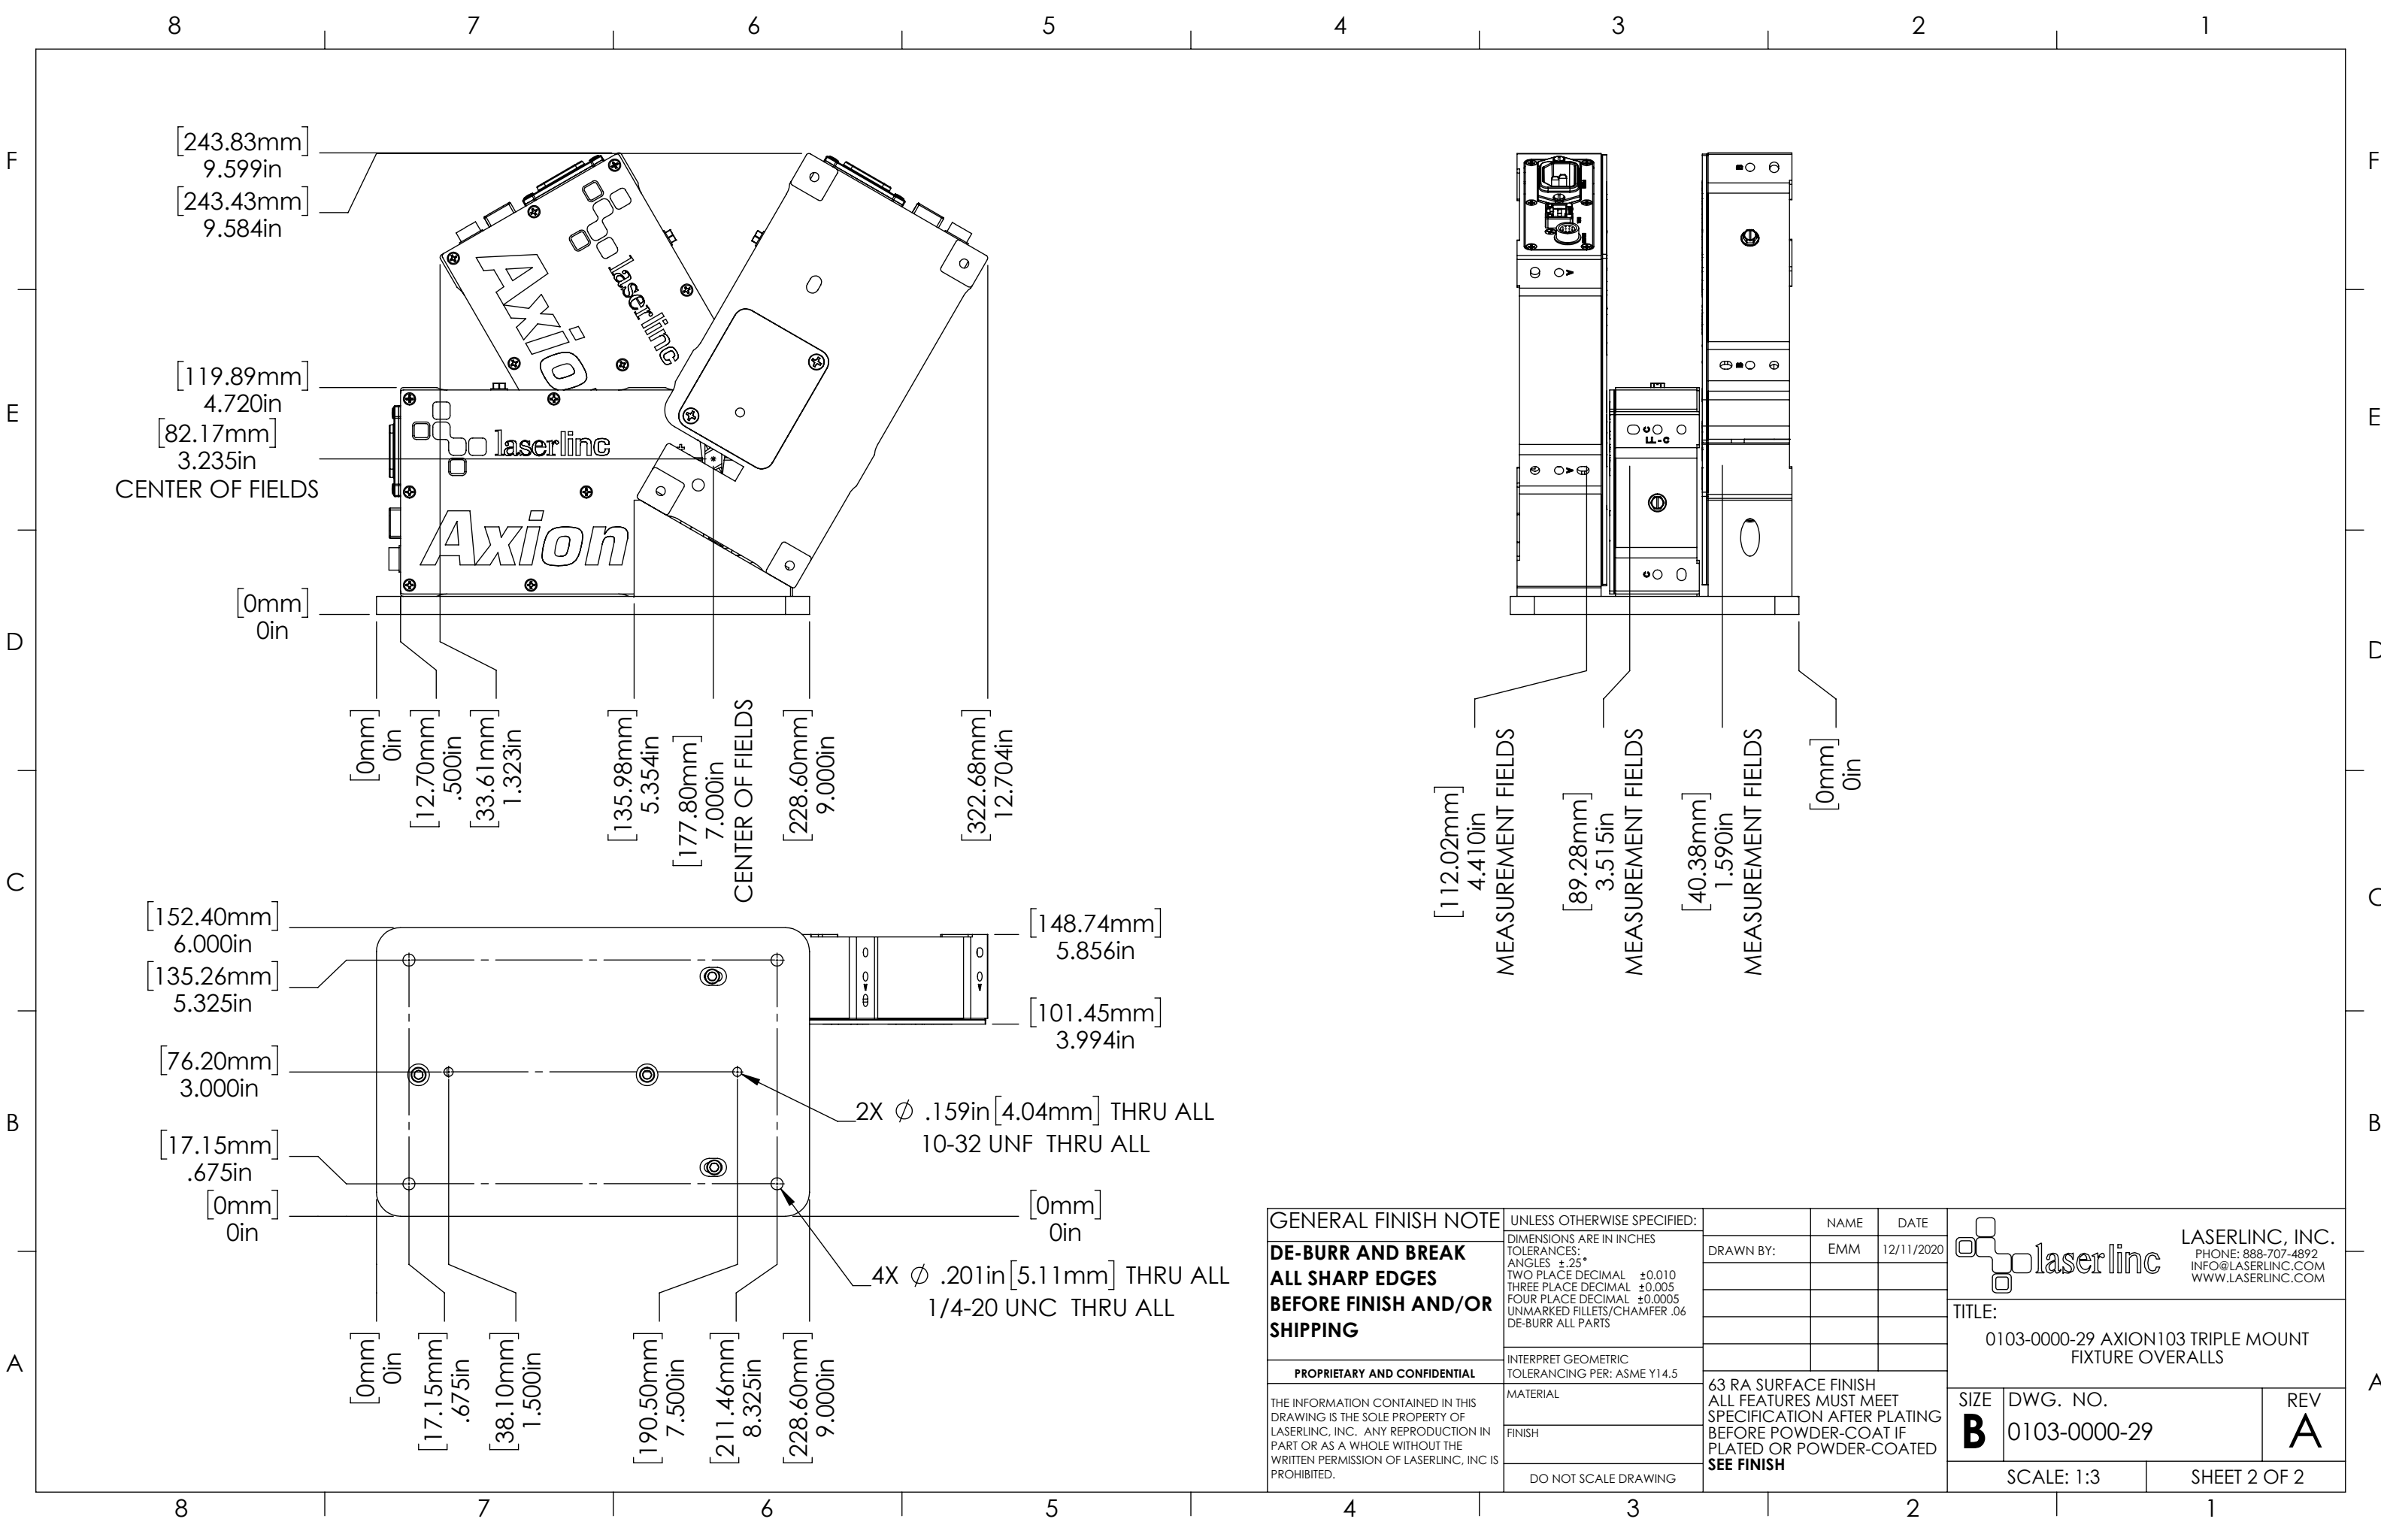 8 7 6 5 4 3 2 1
F
E
D
C
B
A
F
E
D
C
B
A
[243.83mm]
9.599in
[243.43mm]
9.584in
[119.89mm]
4.720in
[82.17mm]
3.235in
CENTER OF FIELDS
[0mm]
0in
laserlinc
Axio
laserlinc
Axion
[0mm]
0in
[12.70mm]
.500in
[33.61mm]
1.323in
[135.98mm]
5.354in
[177.80mm]
7.000in
CENTER OF FIELDS
[228.60mm]
9.000in
[322.68mm]
12.704in
A
A
C
LL-C
C
B
B
[112.02mm]
4.410in
MEASUREMENT FIELDS
[89.28mm]
3.515in
MEASUREMENT FIELDS
[40.38mm]
1.590in
MEASUREMENT FIELDS
[0mm]
0in
[152.40mm]
6.000in
[135.26mm]
5.325in
[76.20mm]
3.000in
[17.15mm]
.675in
[0mm]
0in
[148.74mm]
5.856in
[101.45mm]
3.994in
[0mm]
0in
2X ∅ .159in[4.04mm] THRU ALL
10-32 UNF THRU ALL
4X ∅ .201in[5.11mm] THRU ALL
1/4-20 UNC THRU ALL
[0mm]
0in
[17.15mm]
.675in
[38.10mm]
1.500in
[190.50mm]
7.500in
[211.46mm]
8.325in
[228.60mm]
9.000in
GENERAL FINISH NOTE
DE-BURR AND BREAK
ALL SHARP EDGES
BEFORE FINISH AND/OR
SHIPPING
PROPRIETARY AND CONFIDENTIAL
THE INFORMATION CONTAINED IN THIS
DRAWING IS THE SOLE PROPERTY OF
LASERLINC, INC. ANY REPRODUCTION IN
PART OR AS A WHOLE WITHOUT THE
WRITTEN PERMISSION OF LASERLINC, INC IS
PROHIBITED.
UNLESS OTHERWISE SPECIFIED:
DIMENSIONS ARE IN INCHES
TOLERANCES:
ANGLES ±.25°
TWO PLACE DECIMAL ±0.010
THREE PLACE DECIMAL ±0.005
FOUR PLACE DECIMAL ±0.0005
UNMARKED FILLETS/CHAMFER .06
DE-BURR ALL PARTS
INTERPRET GEOMETRIC
TOLERANCING PER: ASME Y14.5
MATERIAL
FINISH
DO NOT SCALE DRAWING
NAME DATE
DRAWN BY: EMM 12/11/2020
63 RA SURFACE FINISH
ALL FEATURES MUST MEET
SPECIFICATION AFTER PLATING
BEFORE POWDER-COAT IF
PLATED OR POWDER-COATED
SEE FINISH
laserlinc
LASERLINC, INC.
PHONE: 888-707-4892
INFO@LASERLINC.COM
WWW.LASERLINC.COM
TITLE:
0103-0000-29 AXION103 TRIPLE MOUNT
FIXTURE OVERALLS
SIZE
B
DWG. NO.
0103-0000-29
REV
A
SCALE: 1:3
SHEET 2 OF 2
8 7 6 5 4 3 2 1